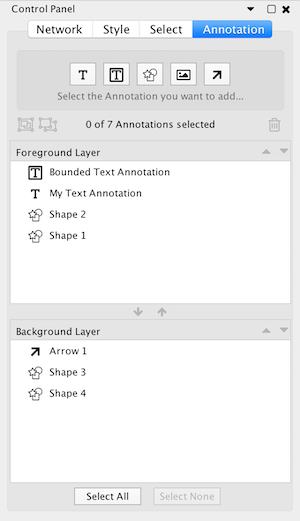 Control Panel
Network Style Select Annotation
Select the Annotation you want to add...
0 of 7 Annotations selected
Foreground Layer
Bounded Text Annotation
My Text Annotation
Shape 2
Shape 1
Background Layer
Arrow 1
Shape 3
Shape 4
Select All Select None